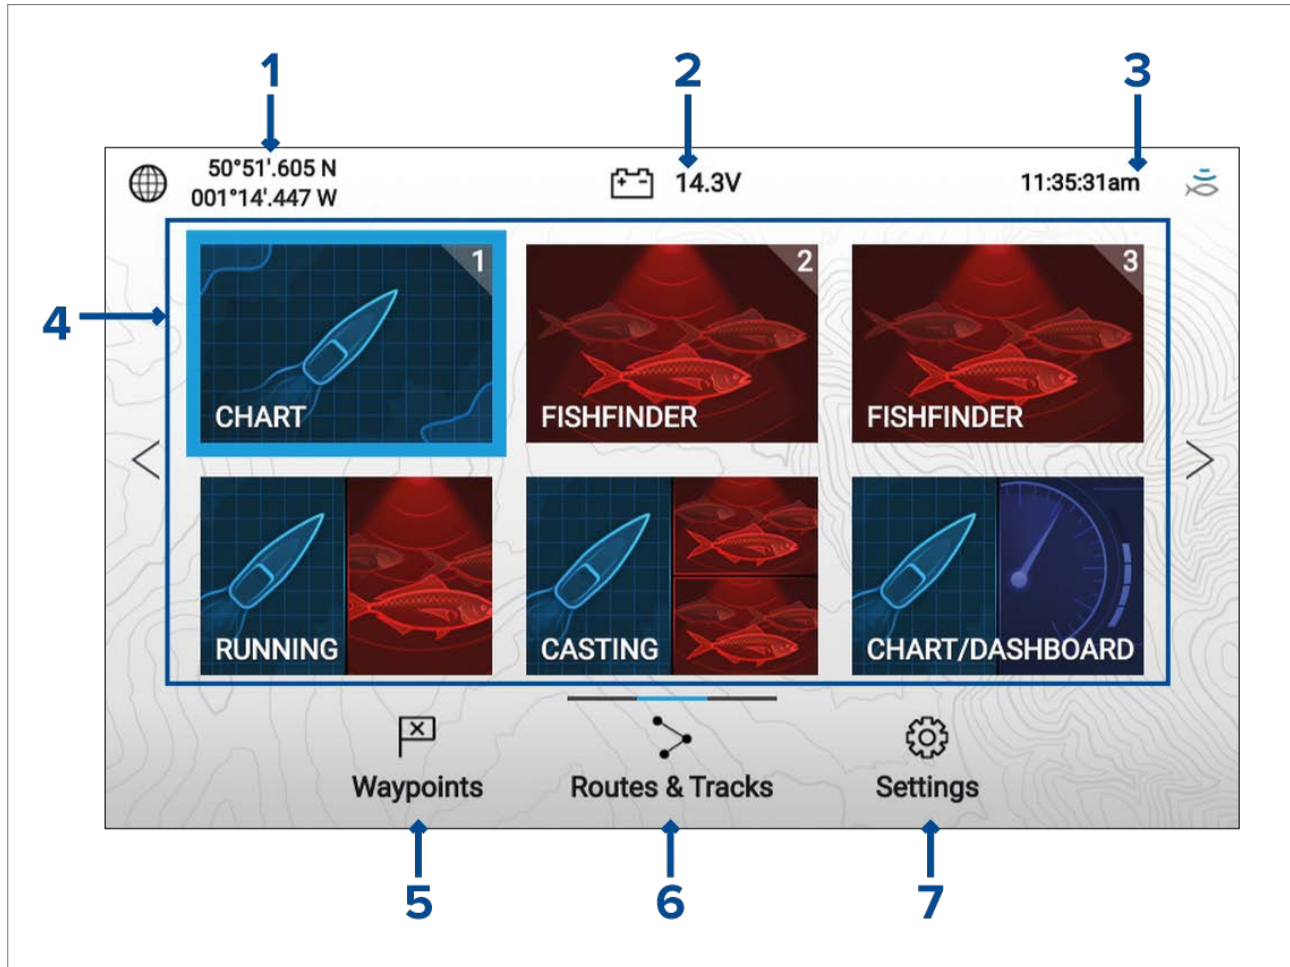 1
2
3
50°51'.605 N
001°14'.447 W
14.3V
11:35:31am
4
1
CHART
2
FISHFINDER
3
FISHFINDER
RUNNING
CASTING
CHART/DASHBOARD
Waypoints
Routes & Tracks
Settings
5
6
7